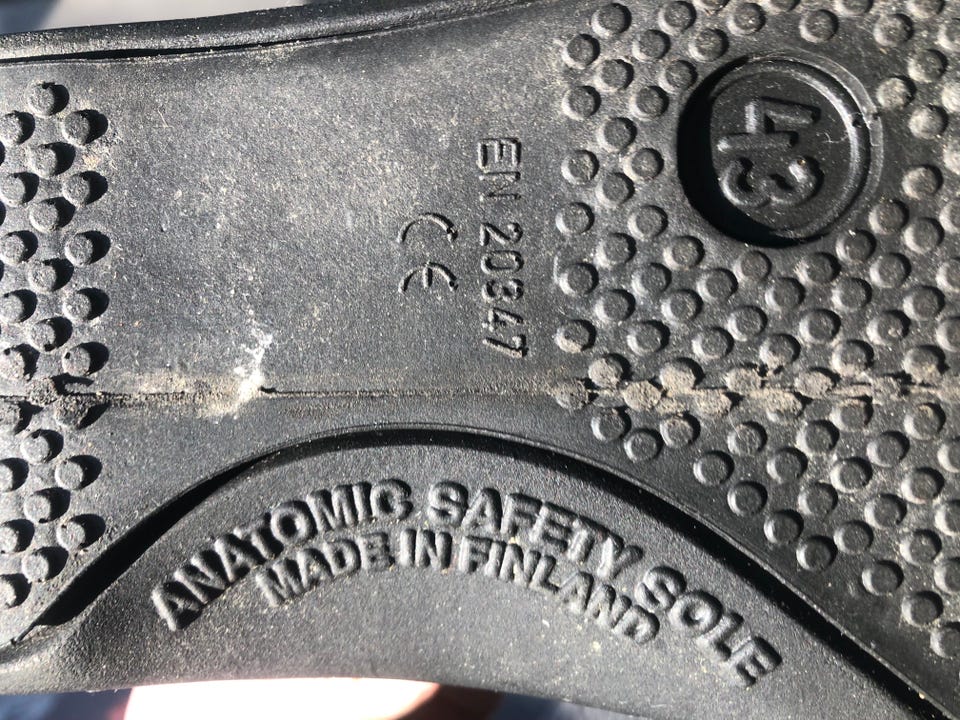 43
EN 20347
CE
ANATOMIC SAFETY SOLE
MADE IN FINLAND